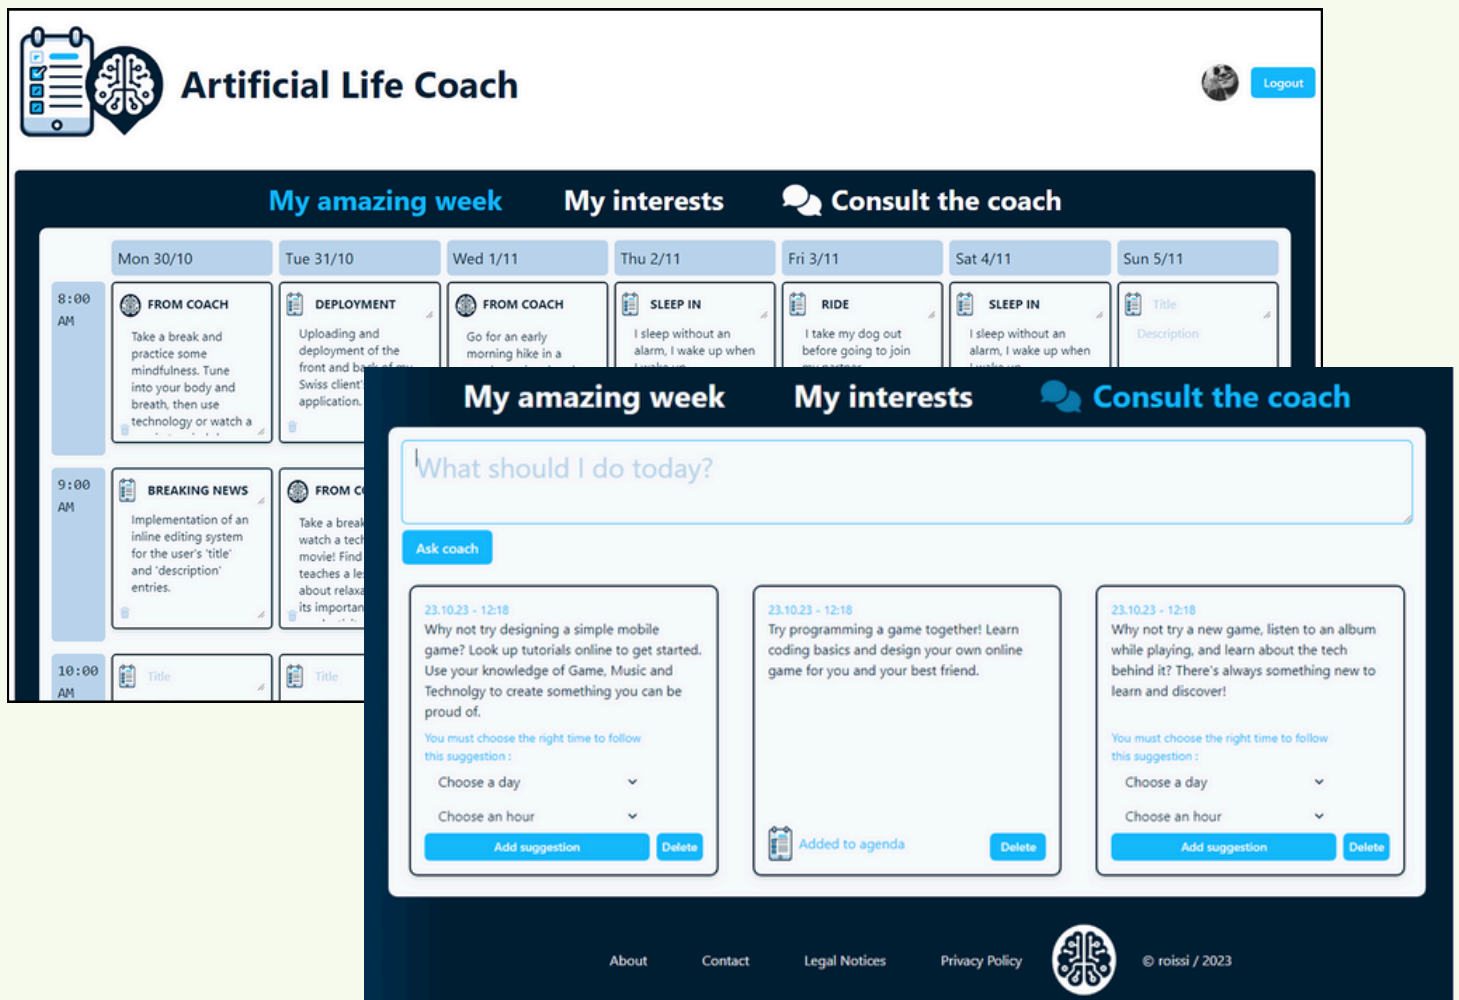 Artificial Life Coach
Logout
My amazing week
My interests
Consult the coach
Mon 30/10
Tue 31/10
Wed 1/11
Thu 2/11
Fri 3/11
Sat 4/11
Sun 5/11
8:00
AM
FROM COACH
Take a break and
practice some
mindfulness. Tune
into your body and
breath, then use
technology or watch a
DEPLOYMENT
Uploading and
deployment of the
front and back of my
Swiss client's
application.
FROM COACH
Go for an early
morning hike in a
SLEEP IN
I sleep without an
alarm, I wake up when
I wake up
RIDE
I take my dog out
before going to join
my partner
SLEEP IN
I sleep without an
alarm, I wake up when
I wake up
Title
Description
9:00
AM
BREAKING NEWS
Implementation of an
inline editing system
for the user's 'title'
and 'description'
entries.
FROM CO
Take a break
watch a tech
movie! Find
teaches a les
about relaxa
its importan
10:00
AM
Title
Title
My amazing week
My interests
Consult the coach
What should I do today?
Ask coach
23.10.23 - 12:18
Why not try designing a simple mobile
game? Look up tutorials online to get started.
Use your knowledge of Game, Music and
Technolgy to create something you can be
proud of.
You must choose the right time to follow
this suggestion :
Choose a day
Choose an hour
Add suggestion
Delete
23.10.23 - 12:18
Try programming a game together! Learn
coding basics and design your own online
game for you and your best friend.
Added to agenda
Delete
23.10.23 - 12:18
Why not try a new game, listen to an album
while playing, and learn about the tech
behind it? There's always something new to
learn and discover!
You must choose the right time to follow
this suggestion :
Choose a day
Choose an hour
Add suggestion
Delete
About
Contact
Legal Notices
Privacy Policy
© roissi / 2023